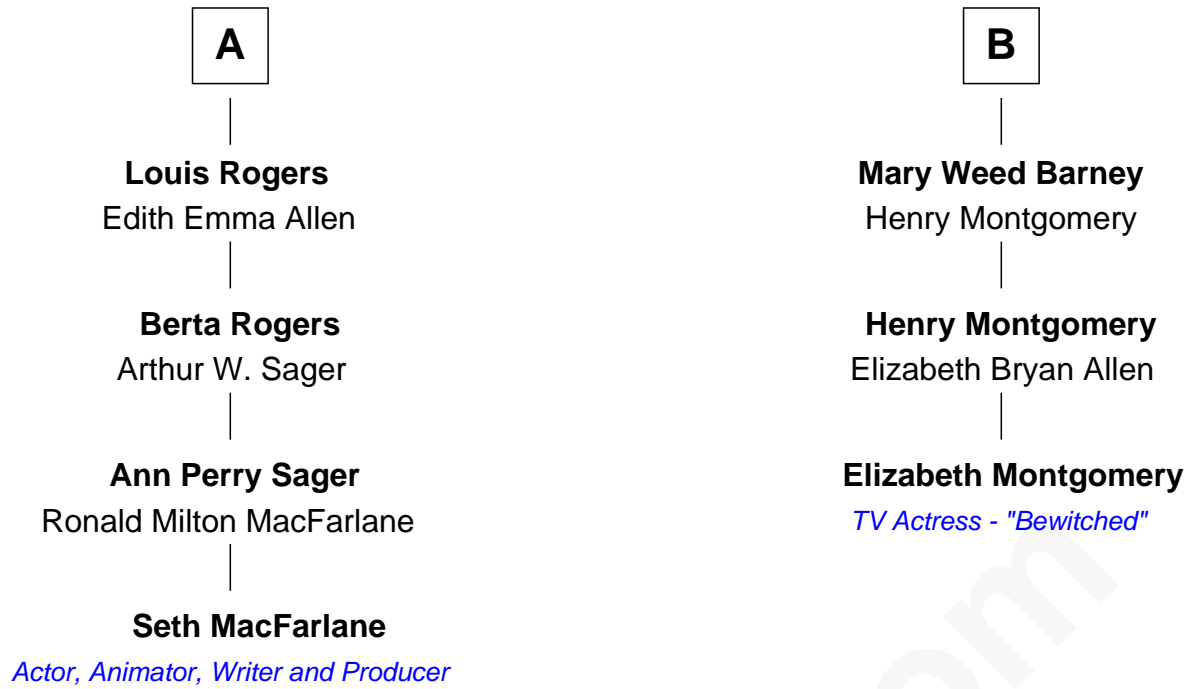 A
Louis Rogers
Edith Emma Allen
Berta Rogers
Arthur W. Sager
Ann Perry Sager
Ronald Milton MacFarlane
Seth MacFarlane
Actor, Animator, Writer and Producer
B
Mary Weed Barney
Henry Montgomery
Henry Montgomery
Elizabeth Bryan Allen
Elizabeth Montgomery
TV Actress - "Bewitched"
om